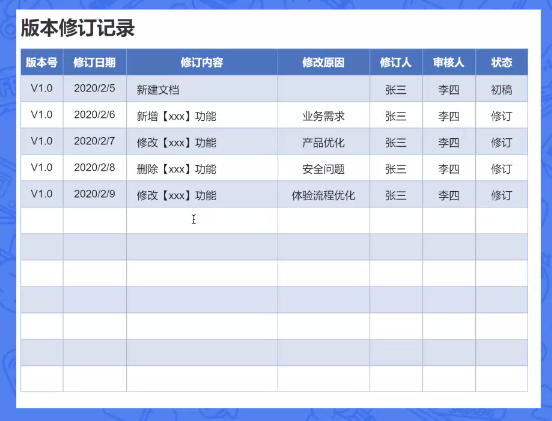 版本修订记录
版本号 修订日期 修订内容 修改原因 修订人 审核人 状态
V1.0 2020/2/5 新建文档 张三 李四 初稿
V1.0 2020/2/6 新增【xxx】功能 业务需求 张三 李四 修订
V1.0 2020/2/7 修改【xxx】功能 产品优化 张三 李四 修订
V1.0 2020/2/8 删除【xxx】功能 安全问题 张三 李四 修订
V1.0 2020/2/9 修改【xxx】功能 体验流程优化 张三 李四 修订